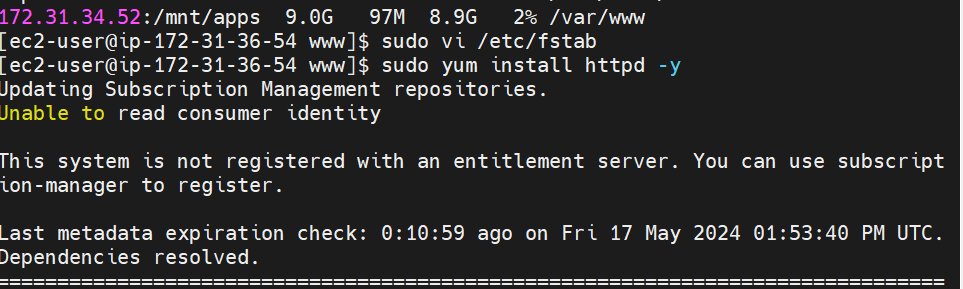 172.31.34.52:/mnt/apps  9.0G   97M  8.9G   2% /var/www
[ec2-user@ip-172-31-36-54 www]$ sudo vi /etc/fstab
[ec2-user@ip-172-31-36-54 www]$ sudo yum install httpd -y
Updating Subscription Management repositories.
Unable to read consumer identity

This system is not registered with an entitlement server. You can use subscript
ion-manager to register.

Last metadata expiration check: 0:10:59 ago on Fri 17 May 2024 01:53:40 PM UTC.
Dependencies resolved.
================================================================================